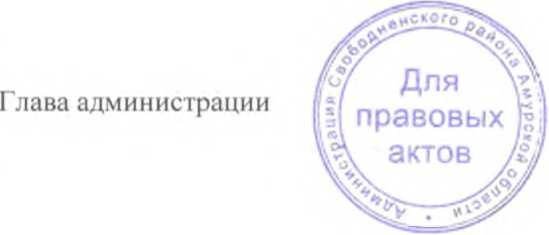 Глава администрации
Администрация Свободненского района Амурской области *
Для
правовых
актов